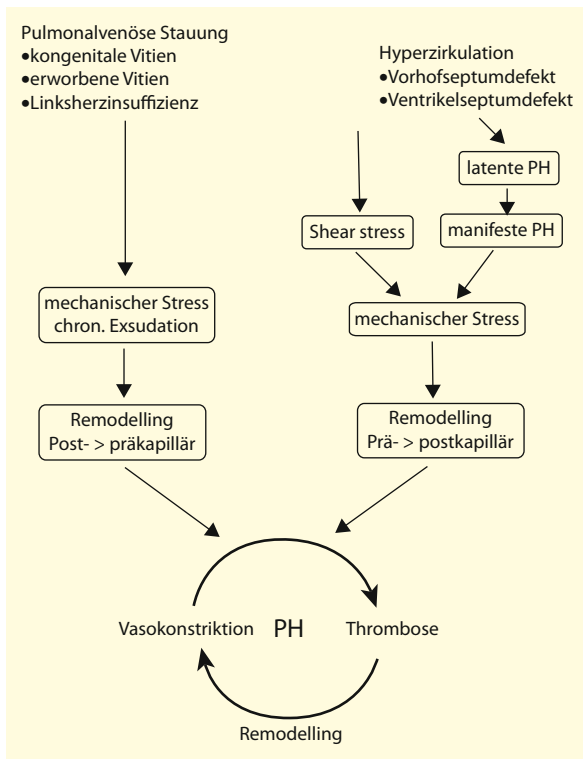 Pulmonalvenöse Stauung
•kongenitale Vitien
•erworbene Vitien
•Linksherzinsuffizienz
Hyperzirkulation
•Vorhofseptumdefekt
•Ventrikelseptumdefekt
latente PH
Shear stress
manifeste PH
mechanischer Stress
chron. Exsudation
mechanischer Stress
Remodelling
Post- > präkapillär
Remodelling
Prä- > postkapillär
Vasokonstriktion
PH
Thrombose
Remodelling